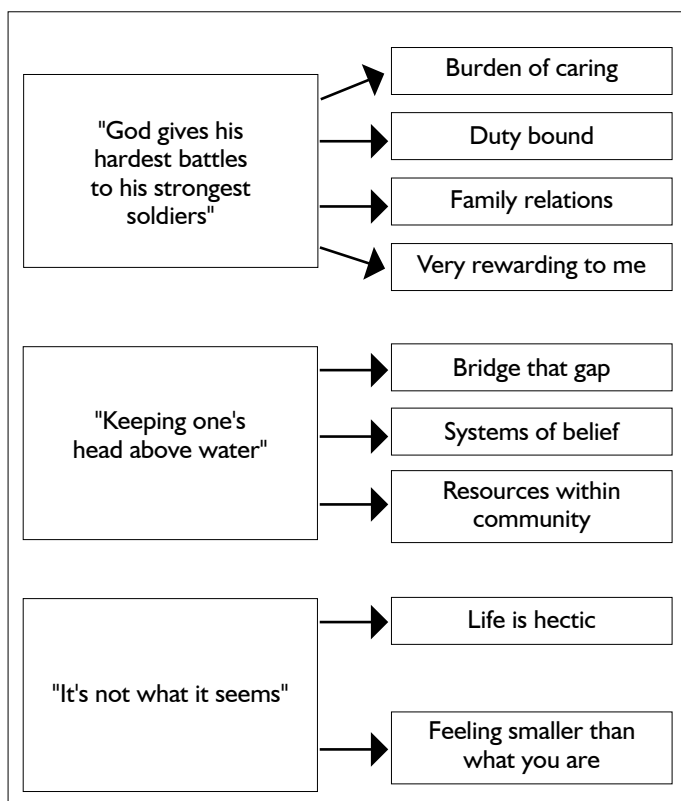 "God gives his
hardest battles
to his strongest
soldiers"
Burden of caring
Duty bound
Family relations
Very rewarding to me
"Keeping one's
head above water"
Bridge that gap
Systems of belief
Resources within
community
"It's not what it seems"
Life is hectic
Feeling smaller than
what you are